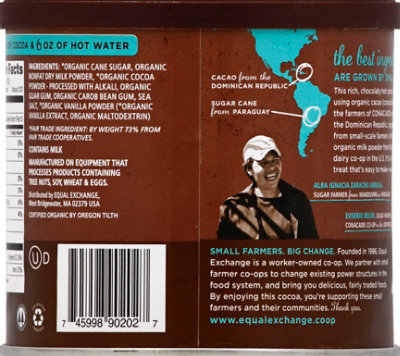 OF COCOA & 6 OZ OF HOT WATER
Facts
INGREDIENTS: *ORGANIC CANE SUGAR, ORGANIC
NONFAT DRY MILK POWDER, *ORGANIC COCOA
POWDER - PROCESSED WITH ALKALI, ORGANIC
GUAR GUM, ORGANIC CAROB BEAN GUM, SEA
SALT, *ORGANIC VANILLA POWDER (*ORGANIC
VANILLA EXTRACT, ORGANIC MALTODEXTRIN)
*FAIR TRADE INGREDIENT: BY WEIGHT 73% FROM
FAIR TRADE COOPERATIVES.
CONTAINS MILK
MANUFACTURED ON EQUIPMENT THAT
PROCESSES PRODUCTS CONTAINING
TREE NUTS, SOY, WHEAT & EGGS.
DISTRIBUTED BY EQUAL EXCHANGE,
West Bridgewater, MA 02379 USA
CERTIFIED ORGANIC BY OREGON TILTH
U D
7 45998 90202 7
the best ingre
ARE GROWN BY
CACAO from the
DOMINICAN REPUBLIC
SUGAR CANE
from PARAGUAY
This rich, chocolaty hot
using organic cacao
the farmers of CONACADO
the Dominican Republic,
from small-scale farmers
organic milk powder from
dairy co-op in the U.S. It's
treat that's easy to make
ALBA IGNACIA ZARACHO
SUGAR FARMER from
EUSEBIO BELEN,
CONACADO CO-OP in the
SMALL FARMERS. BIG CHANGE. Founded in 1986, Equal
Exchange is a worker-owned co-op. We partner with small
farmer co-ops to change existing power structures in the
food system, and bring you delicious, fairly traded foods.
By enjoying this cocoa, you're supporting these small
farmers and their communities. Thank you
www.equalexchange.coop